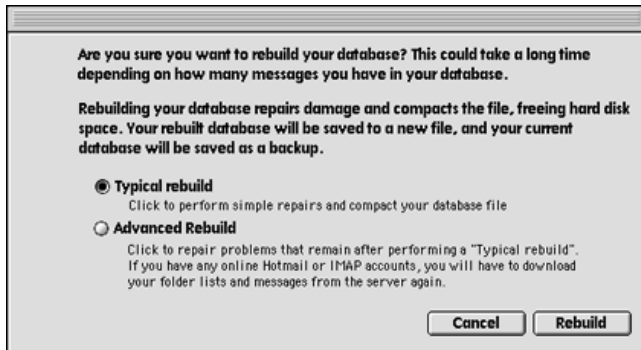 Are you sure you want to rebuild your database? This could take a long time
depending on how many messages you have in your database.
Rebuilding your database repairs damage and compacts the file, freeing hard disk
space. Your rebuilt database will be saved to a new file, and your current
database will be saved as a backup.
Typical rebuild
Click to perform simple repairs and compact your database file
Advanced Rebuild
Click to repair problems that remain after performing a "Typical rebuild".
If you have any online Hotmail or IMAP accounts, you will have to download
your folder lists and messages from the server again.
Cancel Rebuild